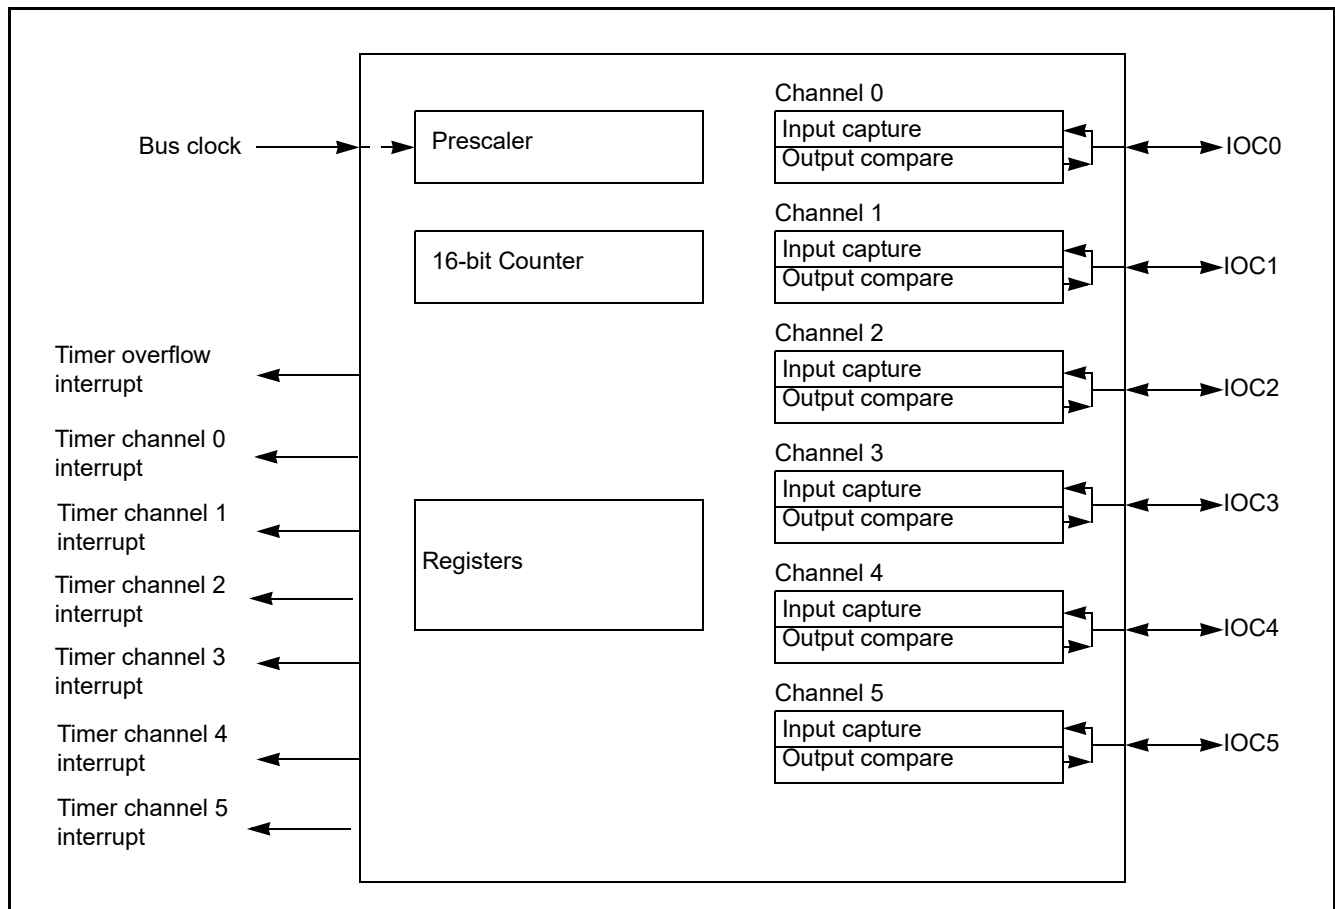 Bus clock
Prescaler
16-bit Counter
Registers
Timer overflow
interrupt
Timer channel 0
interrupt
Timer channel 1
interrupt
Timer channel 2
interrupt
Timer channel 3
interrupt
Timer channel 4
interrupt
Timer channel 5
interrupt
Channel 0
Input capture
Output compare
IOC0
Channel 1
Input capture
Output compare
IOC1
Channel 2
Input capture
Output compare
IOC2
Channel 3
Input capture
Output compare
IOC3
Channel 4
Input capture
Output compare
IOC4
Channel 5
Input capture
Output compare
IOC5